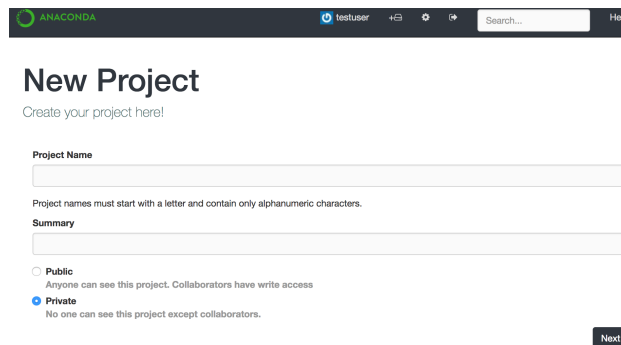 ANACONDA testuser Search... He
New Project
Create your project here!
Project Name
Project names must start with a letter and contain only alphanumeric characters.
Summary
Public
Anyone can see this project. Collaborators have write access
Private
No one can see this project except collaborators.
Next